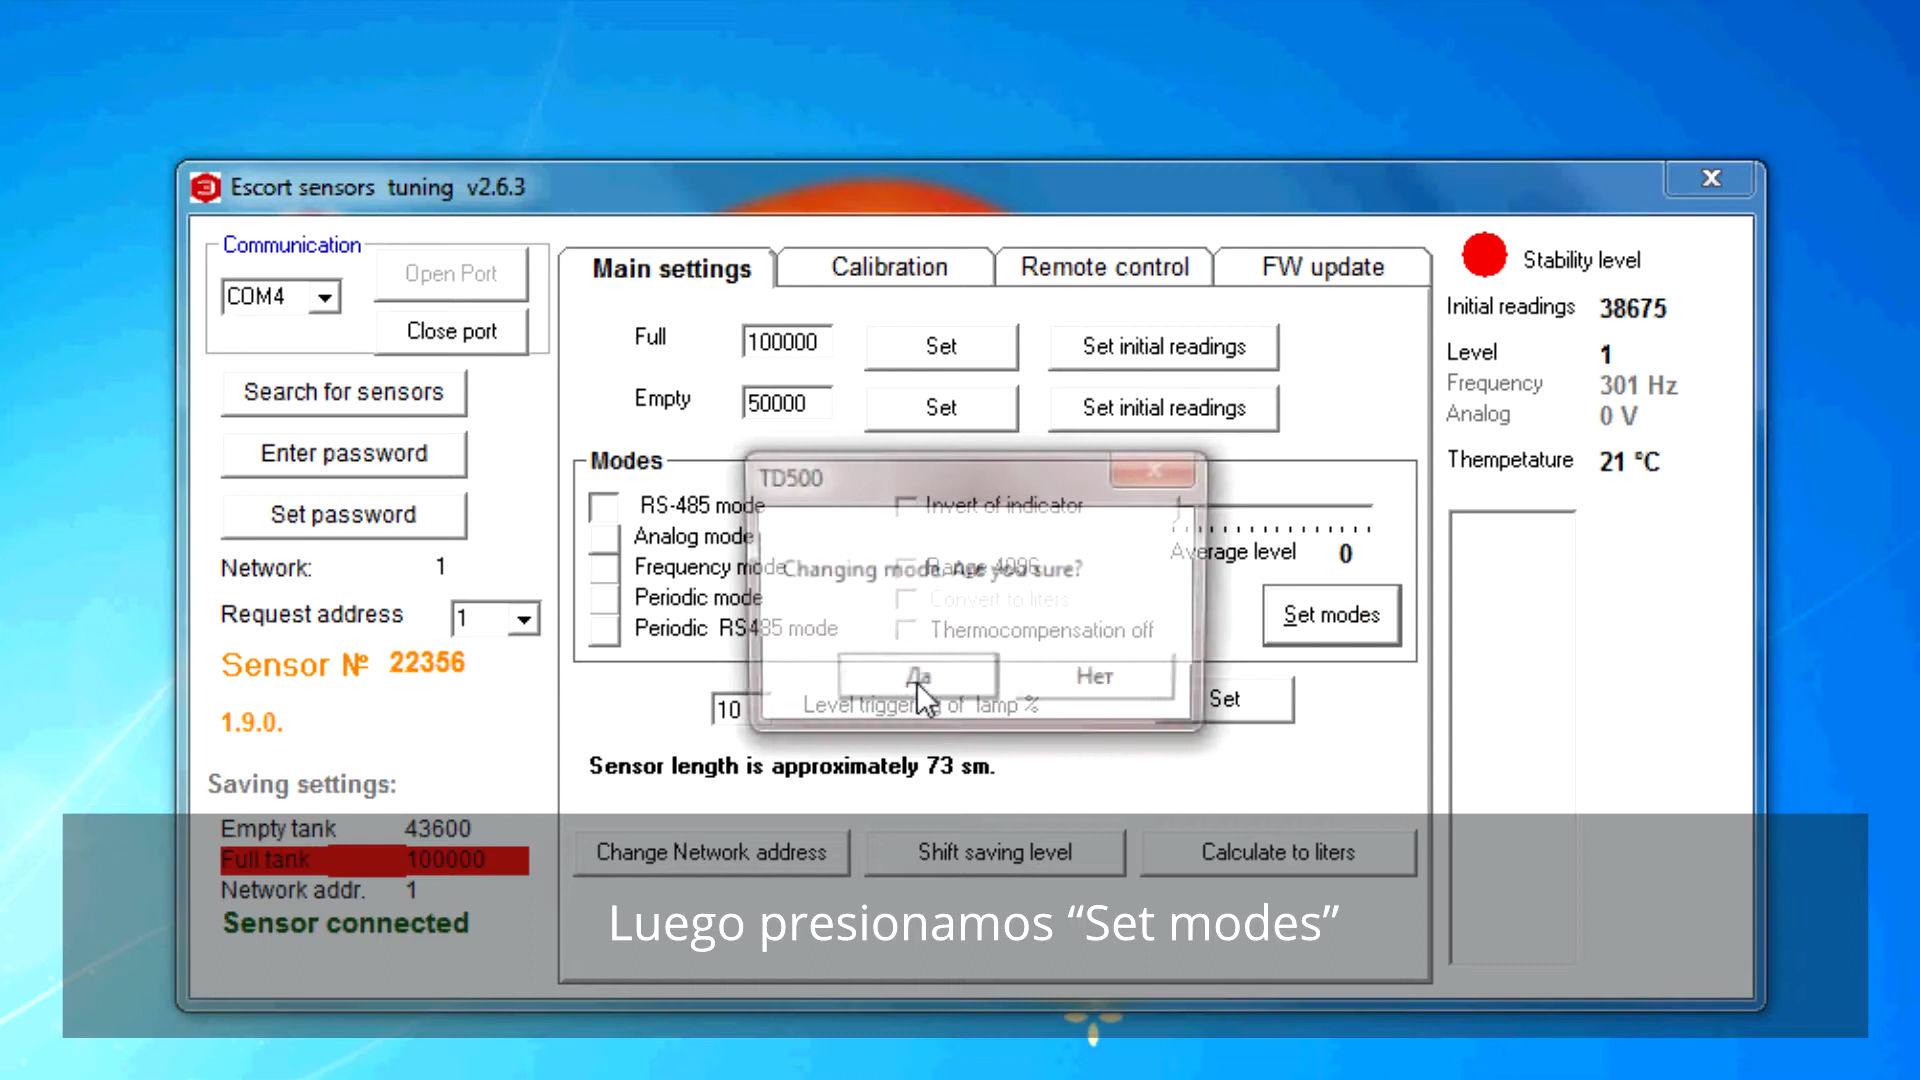 Escort sensors tuning v2.6.3
X
Communication
COM4
Open Port
Close port
Search for sensors
Enter password
Set password
Network: 1
Request address 1
Sensor № 22356
1.9.0.
Saving settings:
Empty tank 43600
Full tank 100000
Network addr. 1
Sensor connected
Main settings
Calibration
Remote control
FW update
Full 100000 Set Set initial readings
Empty 50000 Set Set initial readings
Modes
RS-485 mode
Analog mode
Frequency mode
Periodic mode
Periodic RS485 mode
Invert of indicator
Range 4096
Convert to liters
Thermocompensation off
Average level 0
Set modes
TD500
Changing mode. Are you sure?
Да
Нет
10 Level triggering of lamp % Set
Sensor length is approximately 73 sm.
Change Network address
Shift saving level
Calculate to liters
Stability level
Initial readings 38675
Level 1
Frequency 301 Hz
Analog 0 V
Thempetature 21 °C
Luego presionamos “Set modes”